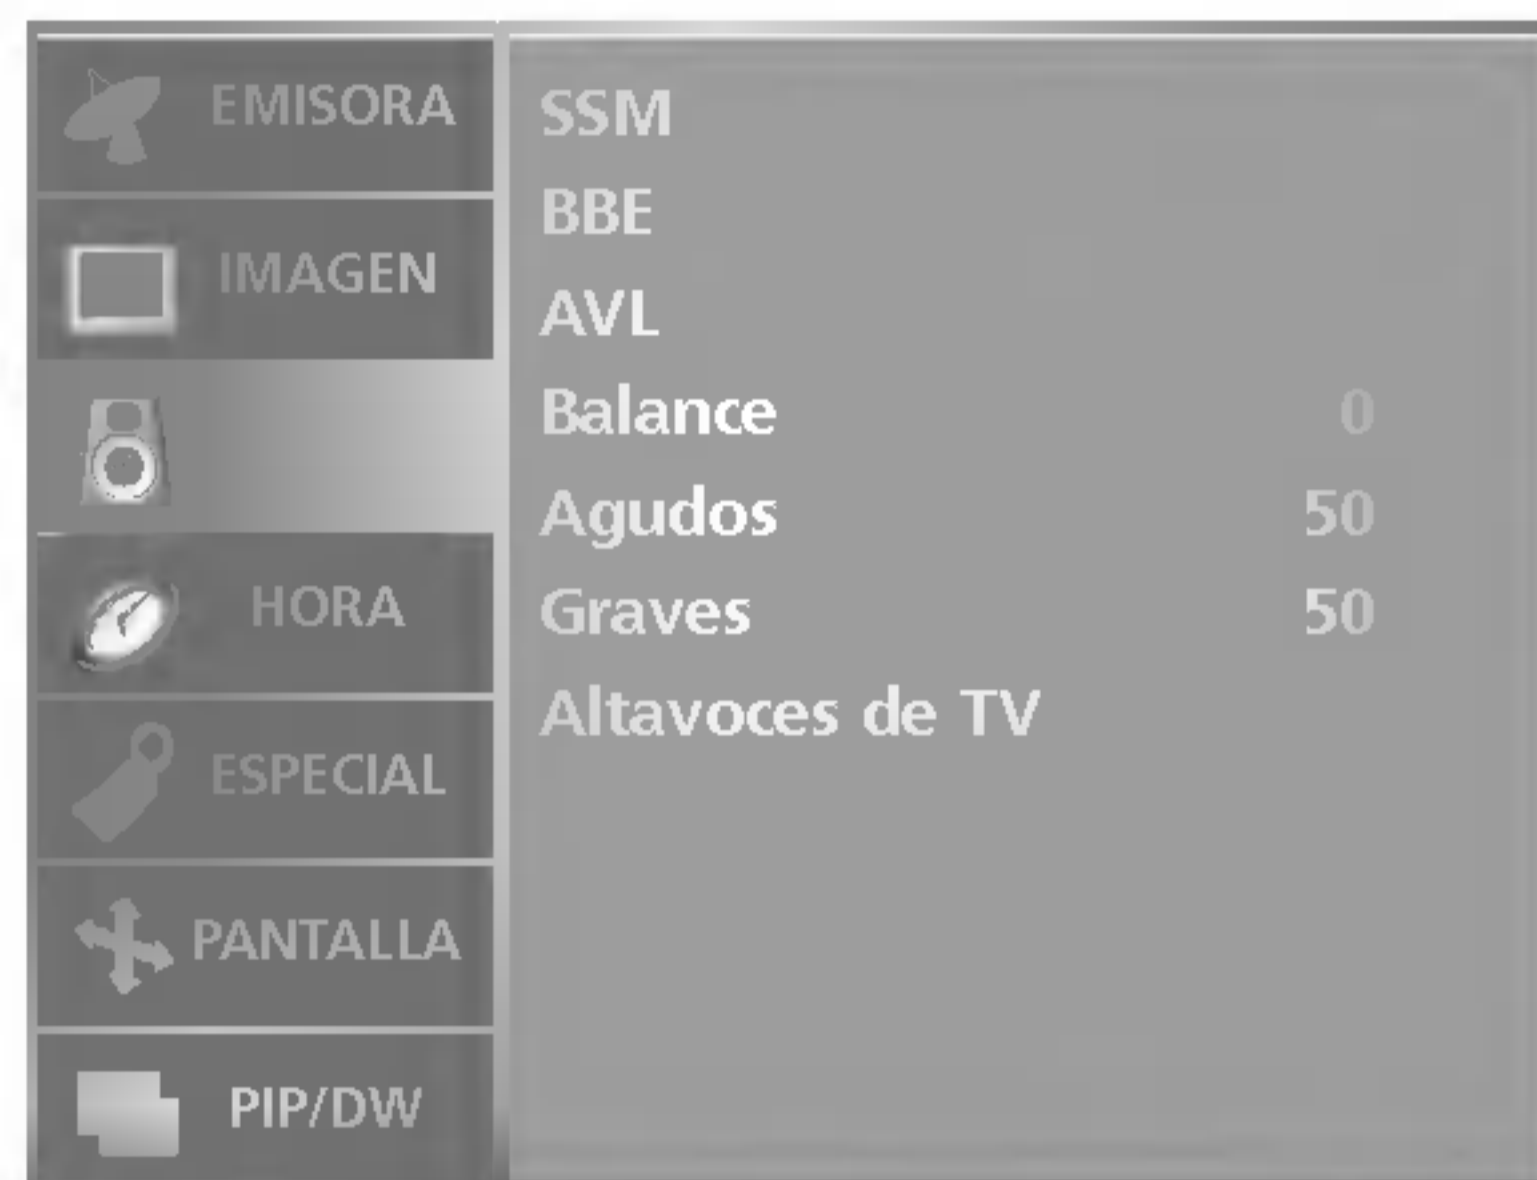 EMISORA
IMAGEN
HORA
ESPECIAL
PANTALLA
PIP/DW
SSM
BBE
AVL
Balance 0
Agudos 50
Graves 50
Altavoces de TV